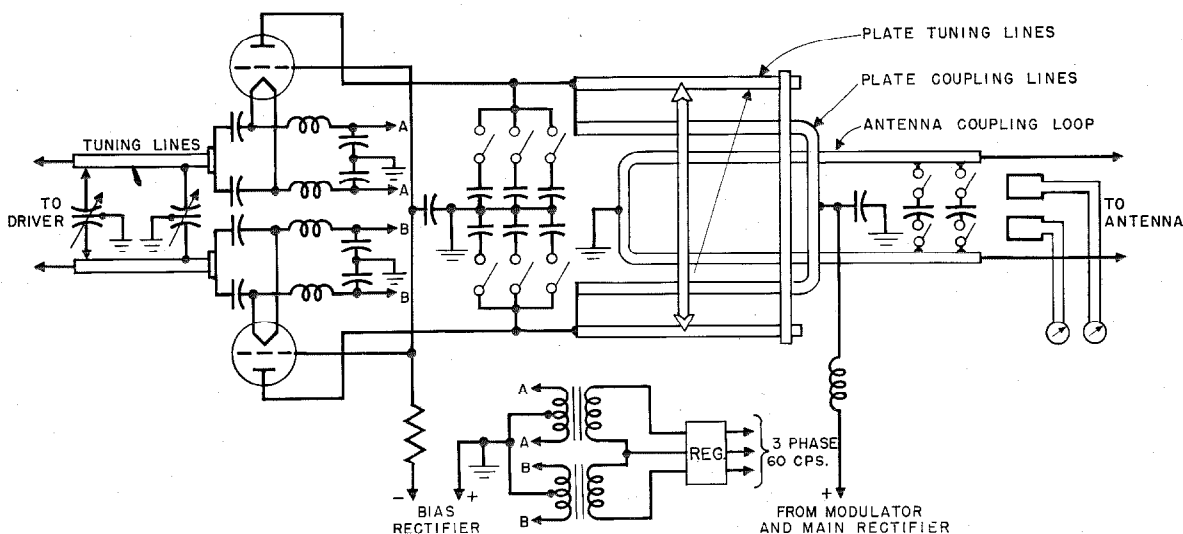 PLATE TUNING LINES
PLATE COUPLING LINES
ANTENNA COUPLING LOOP
TUNING LINES
A
A
TO
DRIVER
B
B
TO
ANTENNA
A
A
B
B
REG.
3 PHASE
60 CPS.
- +
BIAS
RECTIFIER
+
FROM MODULATOR
AND MAIN RECTIFIER